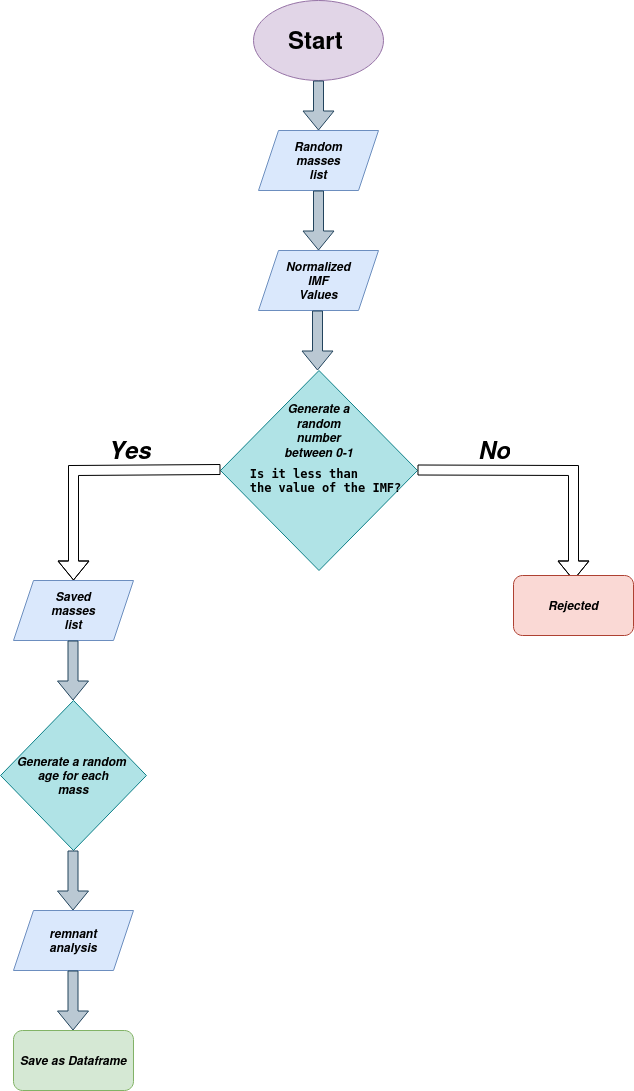 Start
Random
masses
list
Normalized
IMF
Values
Generate a
random
number
between 0-1
Is it less than
the value of the IMF?
Yes
No
Saved
masses
list
Rejected
Generate a random
age for each
mass
remnant
analysis
Save as Dataframe